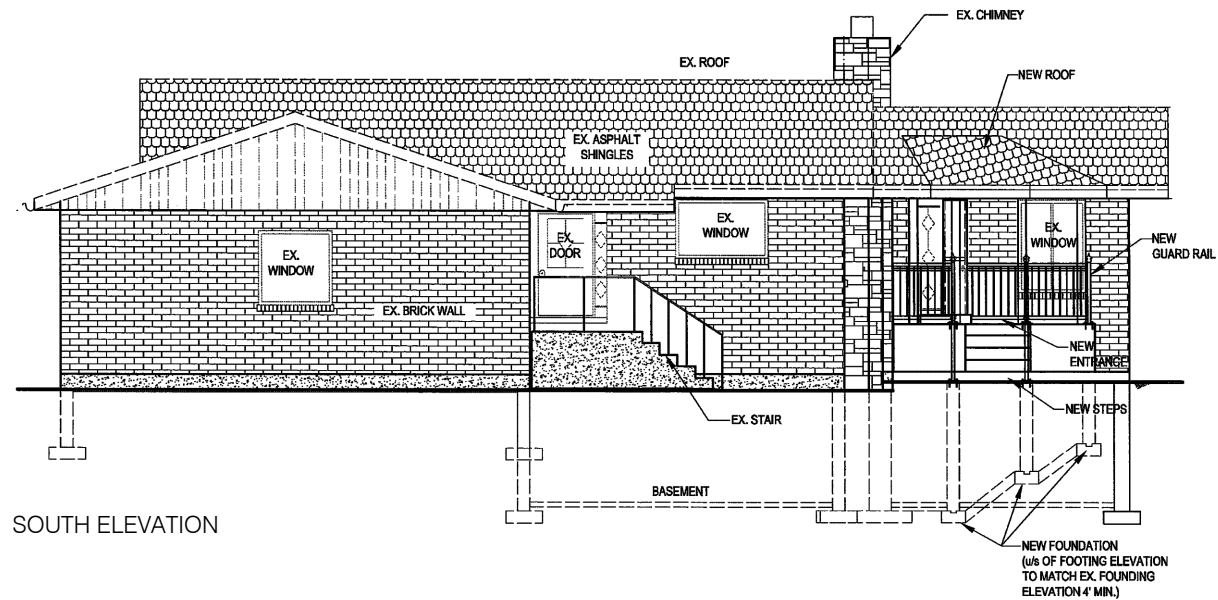 EX. CHIMNEY
EX. ROOF
NEW ROOF
EX. ASPHALT
SHINGLES
EX.
WINDOW
EX.
DOOR
EX.
WINDOW
EX.
WINDOW
NEW
GUARD RAIL
EX. BRICK WALL
NEW
ENTRANCE
NEW STEPS
EX. STAIR
BASEMENT
SOUTH ELEVATION
NEW FOUNDATION
(u/s OF FOOTING ELEVATION
TO MATCH EX. FOUNDING
ELEVATION 4' MIN.)